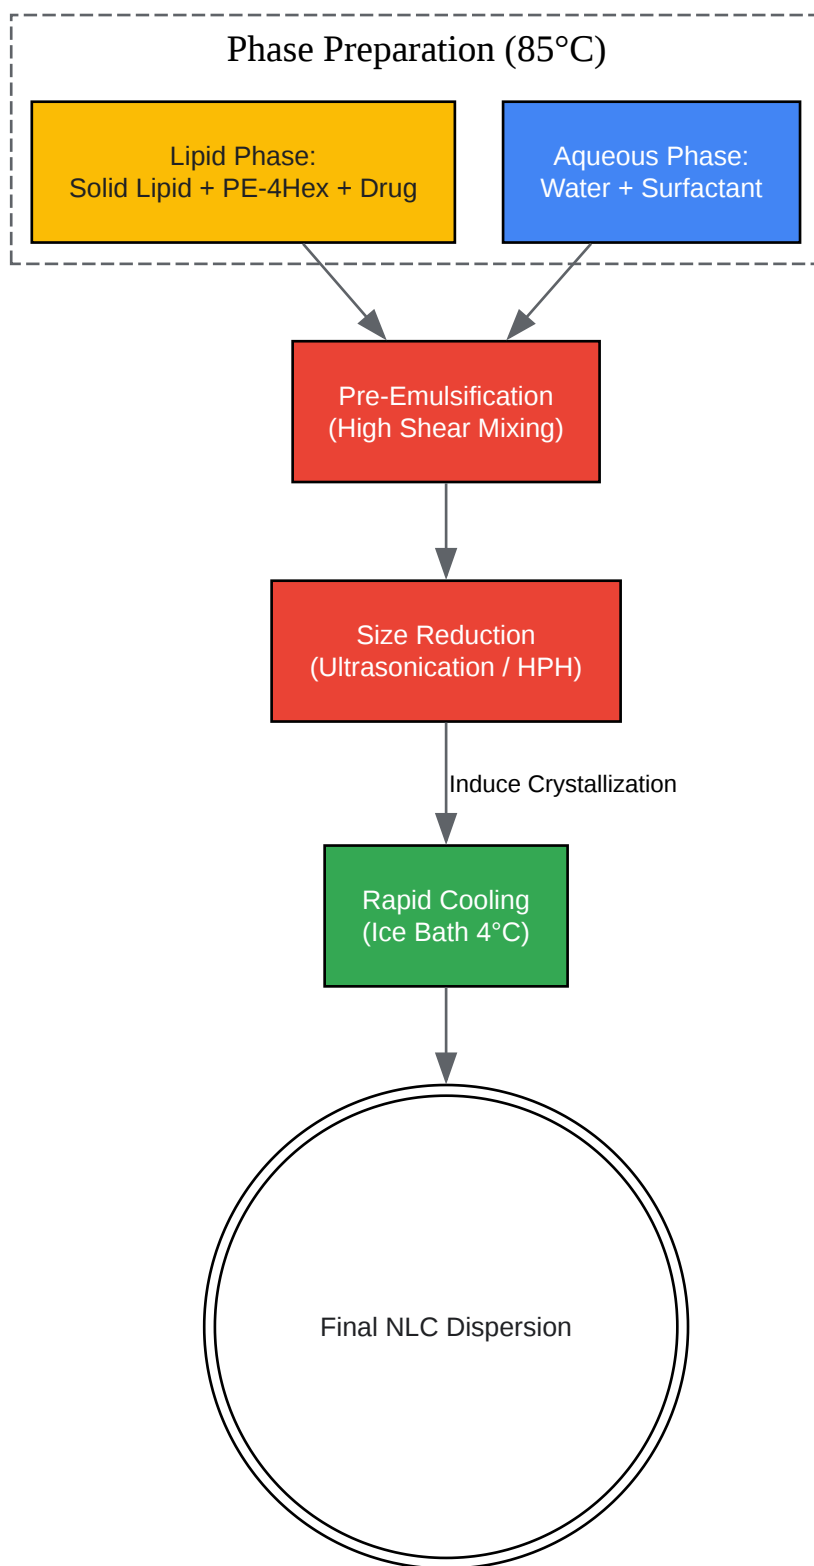 Phase Preparation (85°C)
Lipid Phase:
Solid Lipid + PE-4Hex + Drug
Aqueous Phase:
Water + Surfactant
Pre-Emulsification
(High Shear Mixing)
Size Reduction
(Ultrasonication / HPH)
Induce Crystallization
Rapid Cooling
(Ice Bath 4°C)
Final NLC Dispersion